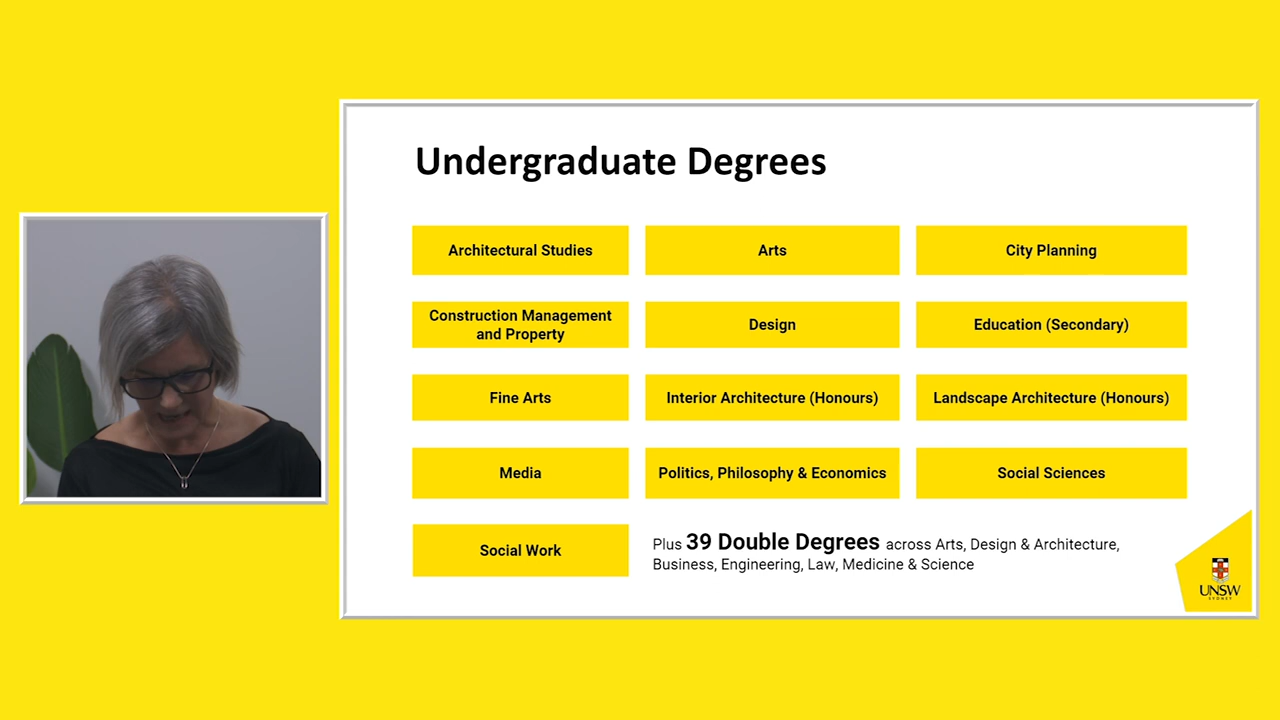 Undergraduate Degrees
Architectural Studies
Arts
City Planning
Construction Management
and Property
Design
Education (Secondary)
Fine Arts
Interior Architecture (Honours)
Landscape Architecture (Honours)
Media
Politics, Philosophy & Economics
Social Sciences
Social Work
Plus 39 Double Degrees across Arts, Design & Architecture,
Business, Engineering, Law, Medicine & Science
UNSW
SYDNEY